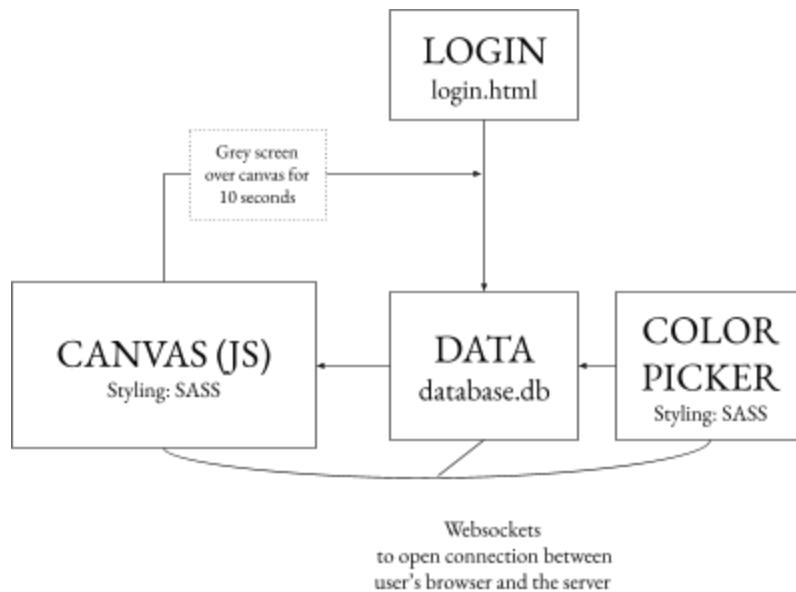 LOGIN
login.html
Grey screen
over canvas for
10 seconds
CANVAS (JS)
Styling: SASS
DATA
database.db
COLOR
PICKER
Styling: SASS
Websockets
to open connection between
user's browser and the server